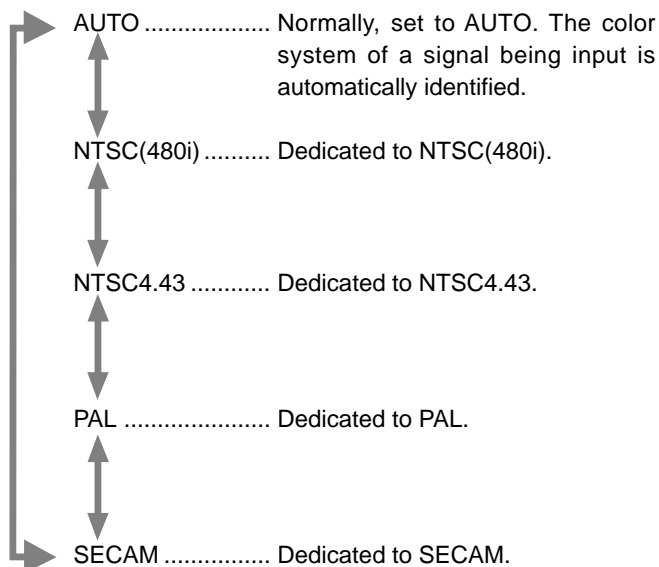 AUTO ................... Normally, set to AUTO. The color
system of a signal being input is
automatically identified.
NTSC(480i) .......... Dedicated to NTSC(480i).
NTSC4.43 ............ Dedicated to NTSC4.43.
PAL ...................... Dedicated to PAL.
SECAM ................ Dedicated to SECAM.